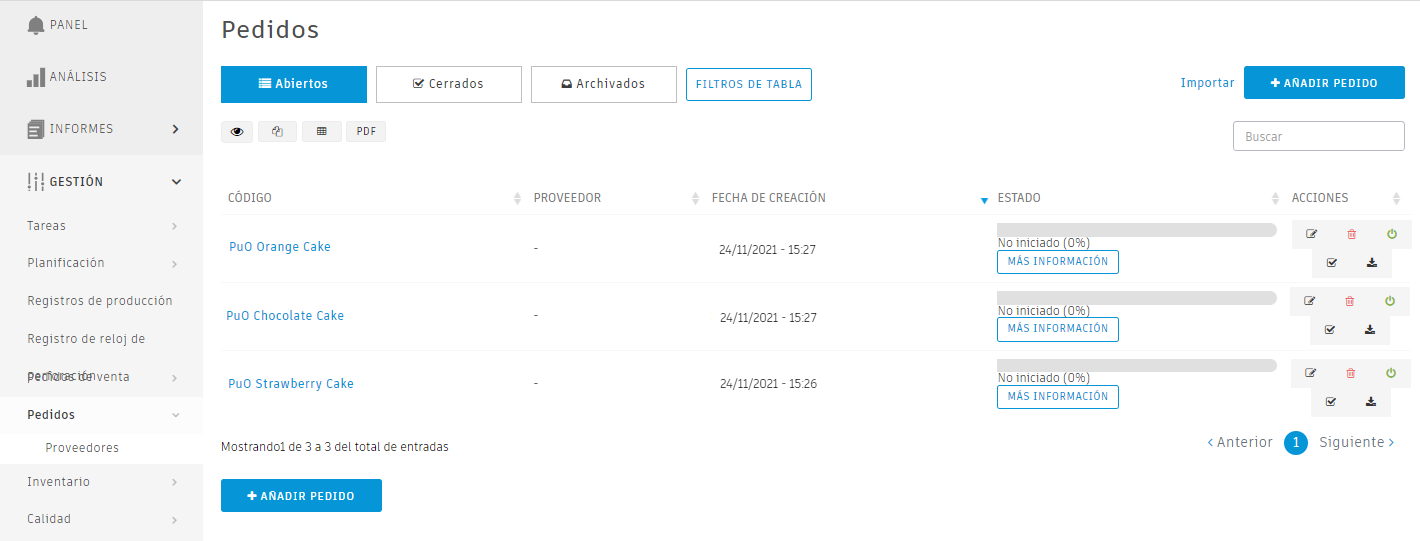 PANEL
ANÁLISIS
INFORMES
GESTIÓN
Tareas
Planificación
Registros de producción
Registro de reloj de
perforación
Pedidos de venta
Pedidos
Proveedores
Inventario
Calidad
Pedidos
Abiertos Cerrados Archivados FILTROS DE TABLA Importar AÑADIR PEDIDO
PDF Buscar
CÓDIGO PROVEEDOR FECHA DE CREACIÓN ESTADO ACCIONES
PuO Orange Cake - 24/11/2021 - 15:27 No iniciado (0%)
MÁS INFORMACIÓN
PuO Chocolate Cake - 24/11/2021 - 15:27 No iniciado (0%)
MÁS INFORMACIÓN
PuO Strawberry Cake - 24/11/2021 - 15:26 No iniciado (0%)
MÁS INFORMACIÓN
Mostrando1 de 3 a 3 del total de entradas Anterior 1 Siguiente
AÑADIR PEDIDO